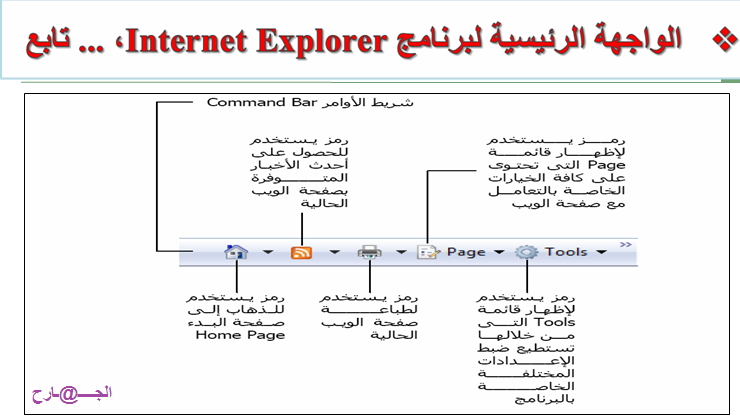 ❖ الواجهة الرئيسية لبرنامج Internet Explorer، ... تابع
شريط الأوامر Command Bar
رمز يستخدم
لإظهار قائمة
Page التى تحتوى
على كافة الخيارات
الخاصة بالتعامل
مع صفحة الويب
رمز يستخدم
للحصول على
أحدث الأخبار
المتوفرة
بصفحة الويب
الحالية
Page
Tools
»
رمز يستخدم
لإظهار قائمة
Tools التى
من خلالها
تستطيع ضبط
الإعدادات
المختلفة
الخاصة
بالبرنامج
رمز يستخدم
لطباعة
صفحة الويب
الحالية
رمز يستخدم
للذهاب إلى
صفحة البدء
Home Page
الجـــ@ـارح